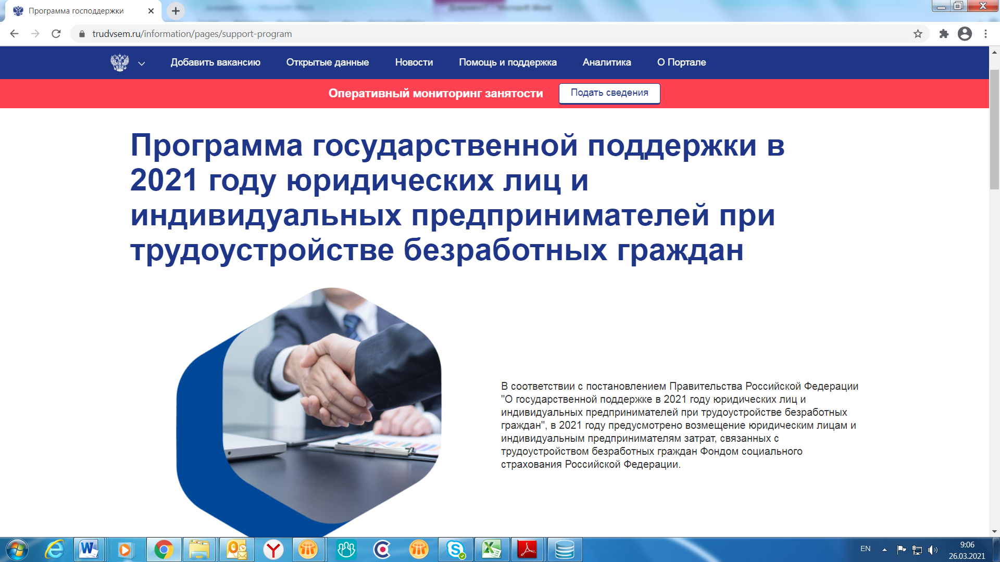 Программа господдержки
trudvsem.ru/information/pages/support-program
Добавить вакансию Открытые данные Новости Помощь и поддержка Аналитика О Портале
Оперативный мониторинг занятости Подать сведения
Программа государственной поддержки в
2021 году юридических лиц и
индивидуальных предпринимателей при
трудоустройстве безработных граждан
В соответствии с постановлением Правительства Российской Федерации
"О государственной поддержке в 2021 году юридических лиц и
индивидуальных предпринимателей при трудоустройстве безработных
граждан", в 2021 году предусмотрено возмещение юридическим лицам и
индивидуальным предпринимателям затрат, связанных с
трудоустройством безработных граждан Фондом социального
страхования Российской Федерации.
EN
9:06
26.03.2021